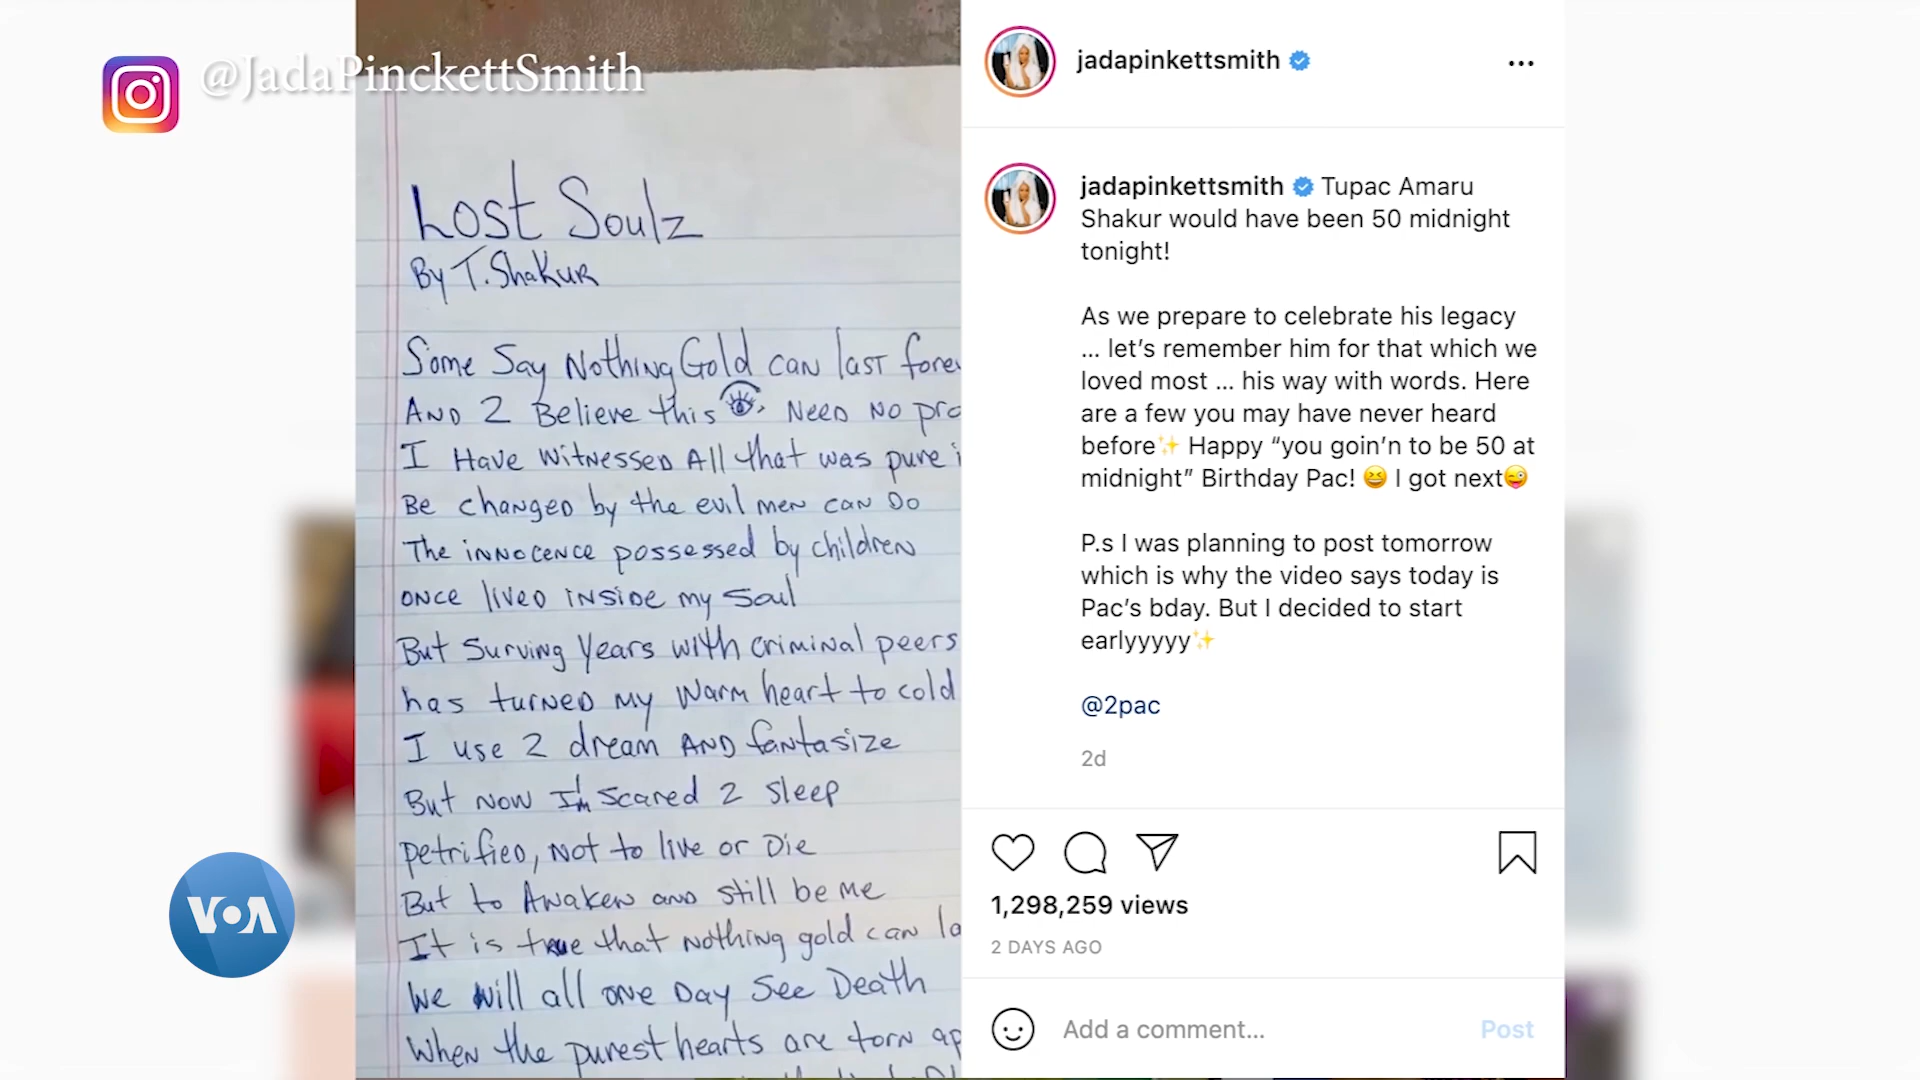 @JadaPinckettSmith
Lost Soulz
By T. Shakur
Some Say Nothing Gold can last
AND 2 Believe this NEED NO
I Have witnessed All that was pure
Be changed by the evil men can Do
The innocence possessed by children
once lived inside my soul
But Surving Years with criminal peers
has turned my warm heart to cold
I use 2 dream AND fantasize
But now I'm scared 2 sleep
petrified, not to live or Die
But to Awaken and still be me
It is true that nothing gold can
We will all one Day See Death
When the purest hearts are torn
VOA
jadapinkettsmith
...
jadapinkettsmith Tupac Amaru
Shakur would have been 50 midnight
tonight!
As we prepare to celebrate his legacy
... let’s remember him for that which we
loved most ... his way with words. Here
are a few you may have never heard
before✨ Happy “you goin’n to be 50 at
midnight” Birthday Pac! 😆 I got next😜
P.s I was planning to post tomorrow
which is why the video says today is
Pac’s bday. But I decided to start
earlyyyyy✨
@2pac
2d
1,298,259 views
2 DAYS AGO
Add a comment...
Post